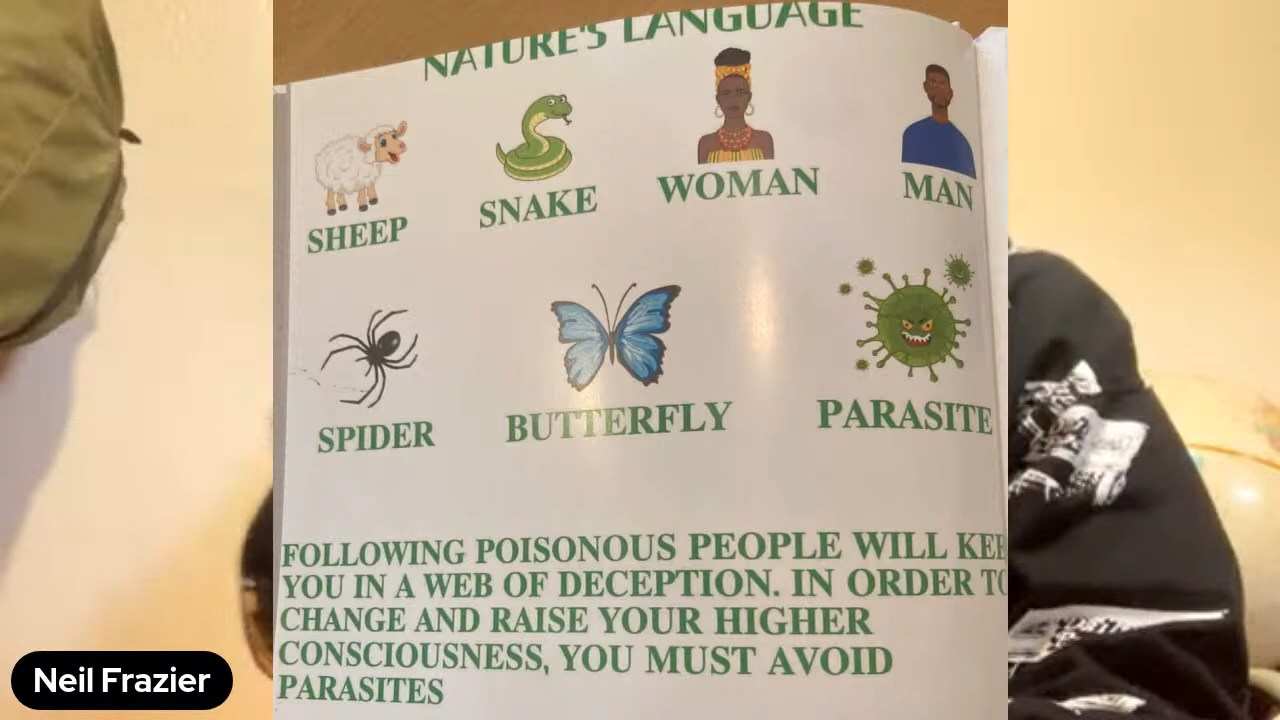 NATURE'S LANGUAGE
SHEEP
SNAKE
WOMAN
MAN
SPIDER
BUTTERFLY
PARASITE
FOLLOWING POISONOUS PEOPLE WILL
YOU IN A WEB OF DECEPTION. IN ORDER TO
CHANGE AND RAISE YOUR HIGHER
CONSCIOUSNESS, YOU MUST AVOID
PARASITES
Neil Frazier